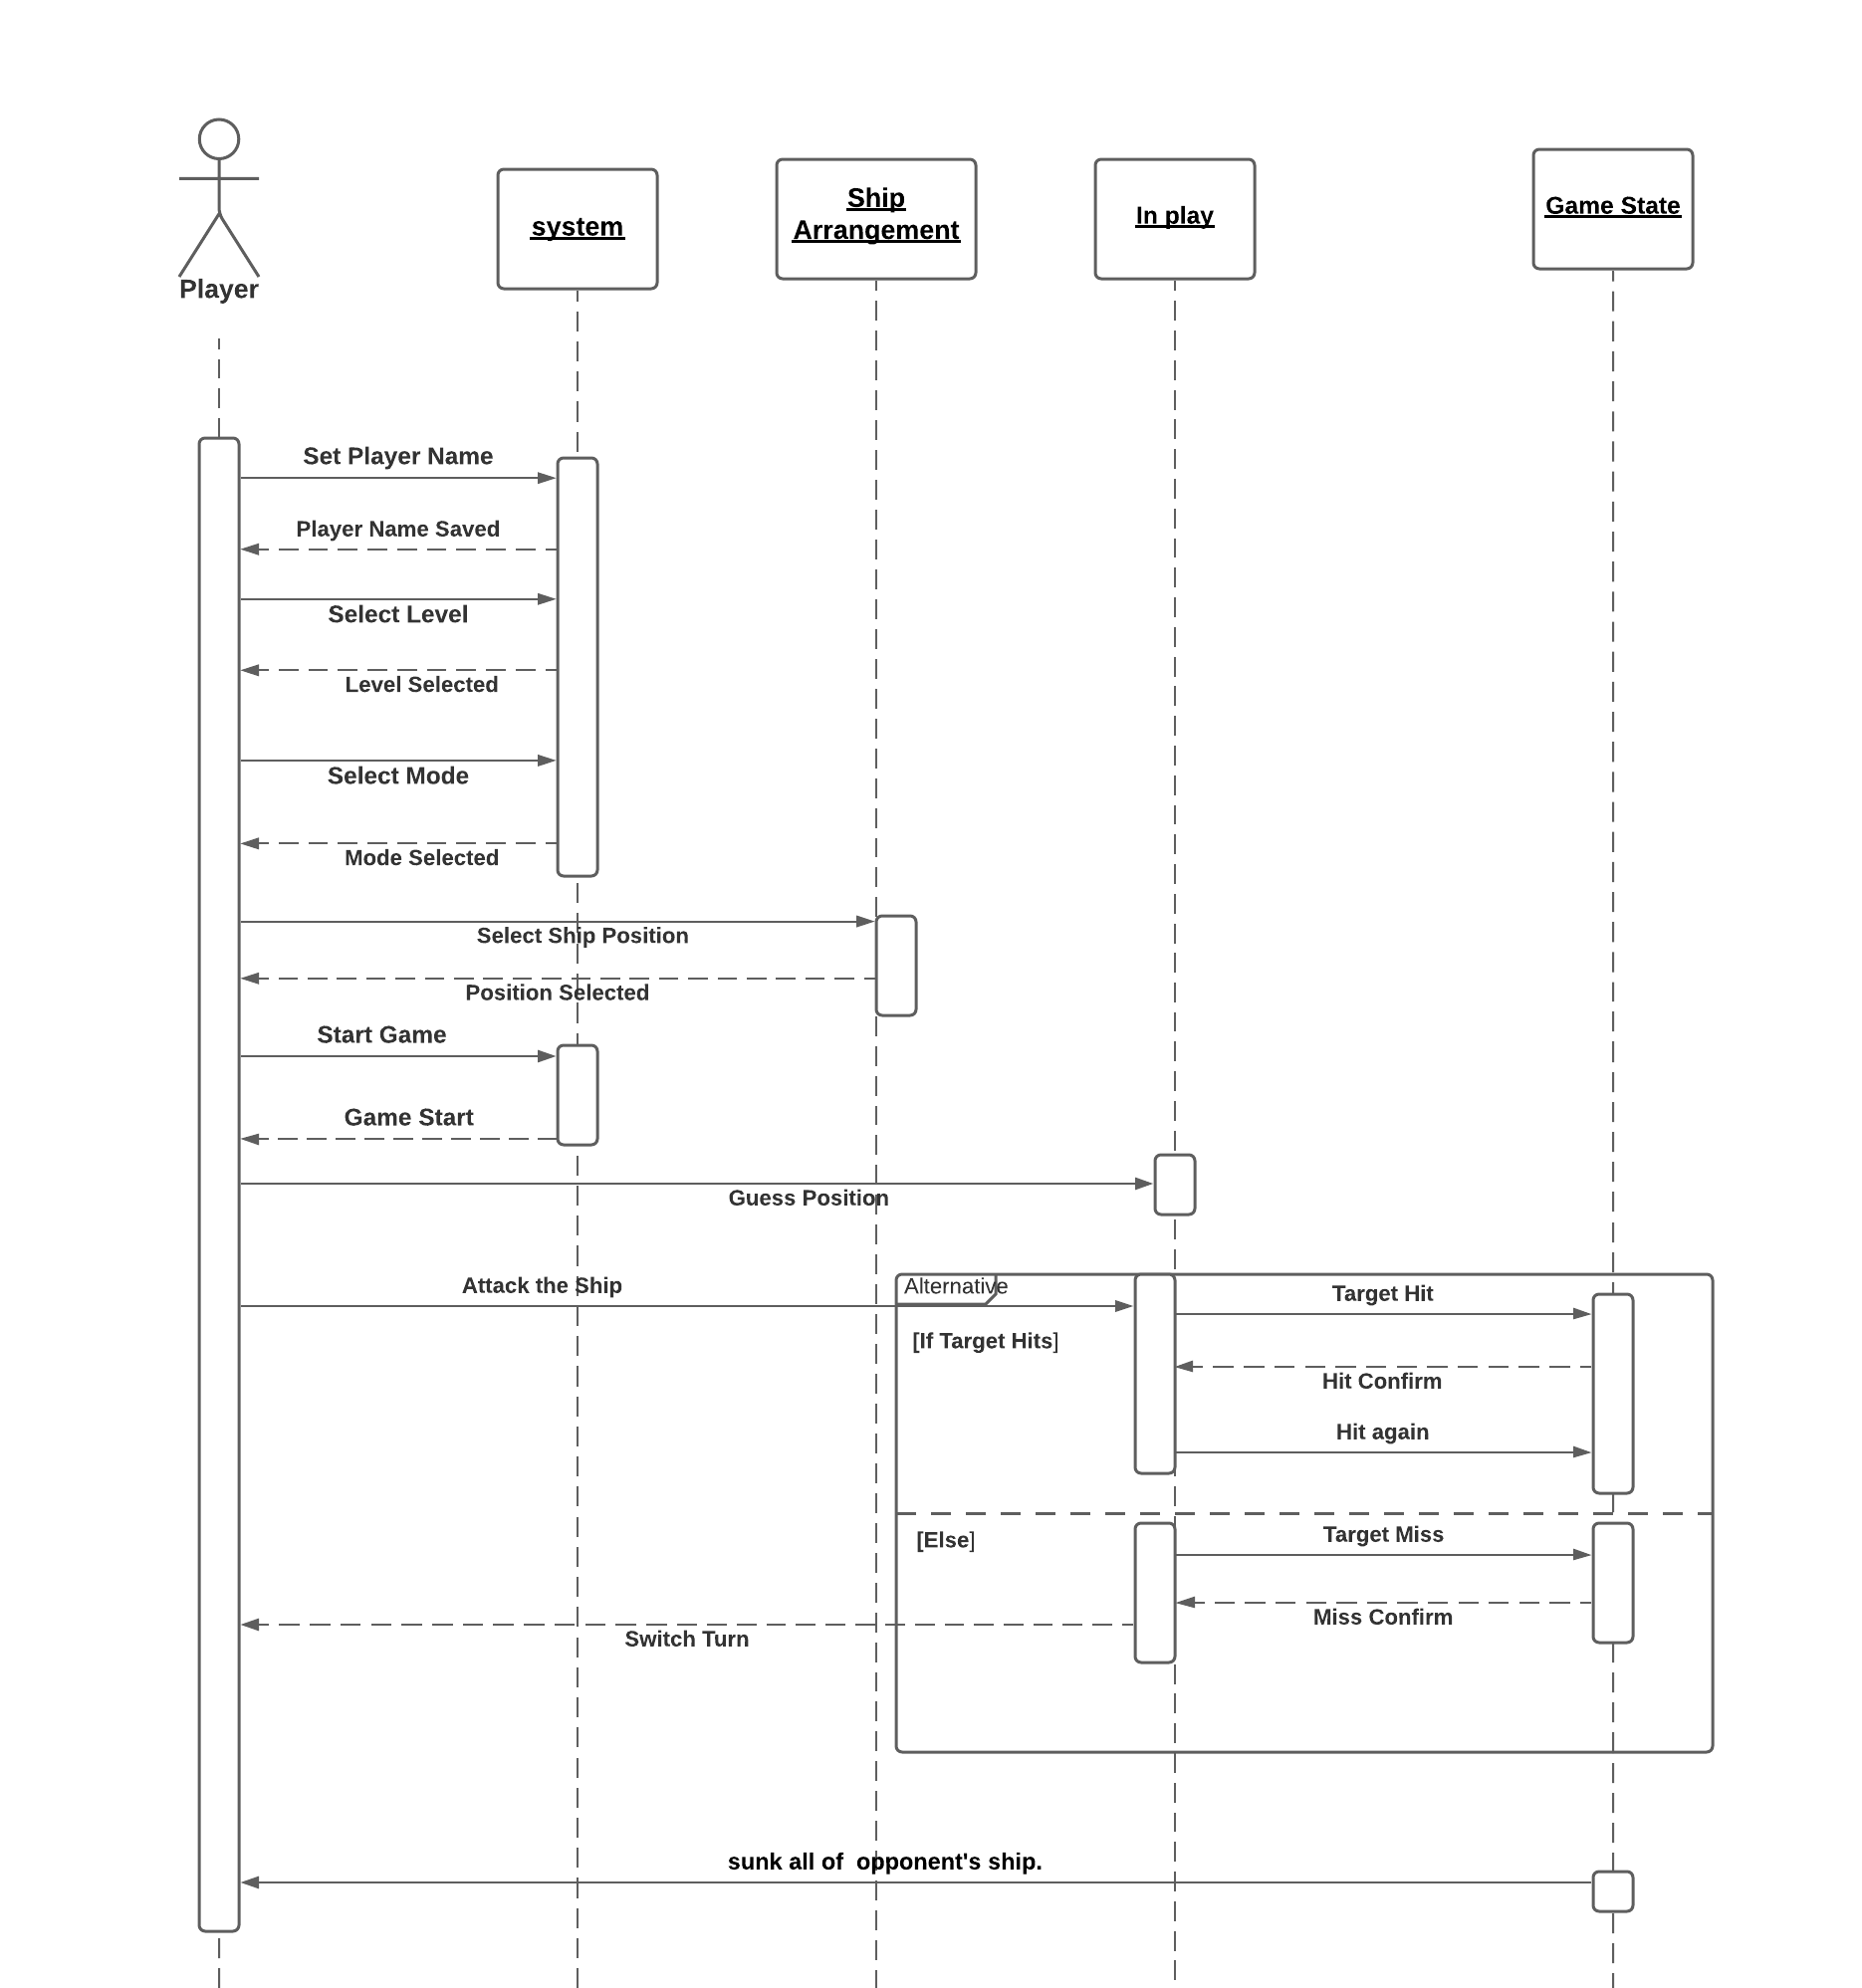 Player
system
Ship
Arrangement
In play
Game State
Set Player Name
Player Name Saved
Select Level
Level Selected
Select Mode
Mode Selected
Select Ship Position
Position Selected
Start Game
Game Start
Guess Position
Attack the Ship
Alternative
Target Hit
[If Target Hits]
Hit Confirm
Hit again
[Else]
Target Miss
Miss Confirm
Switch Turn
sunk all of  opponent's ship.